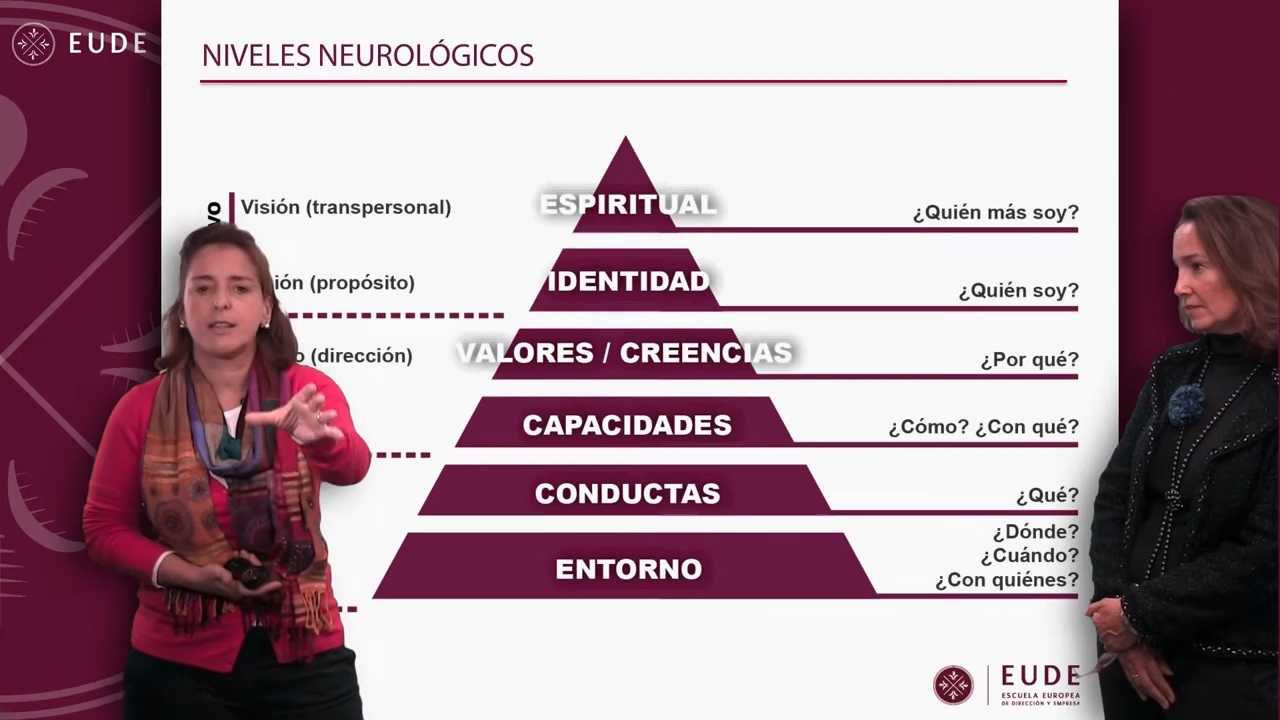 EUDE
NIVELES NEUROLÓGICOS
Visión (transpersonal)
ESPIRITUAL
¿Quién más soy?
(propósito)
IDENTIDAD
¿Quién soy?
(dirección)
VALORES / CREENCIAS
¿Por qué?
CAPACIDADES
¿Cómo? ¿Con qué?
CONDUCTAS
¿Qué?
ENTORNO
¿Dónde?
¿Cuándo?
¿Con quiénes?
EUDE
ESCUELA EUROPEA
DE DIRECCIÓN Y EMPRESA